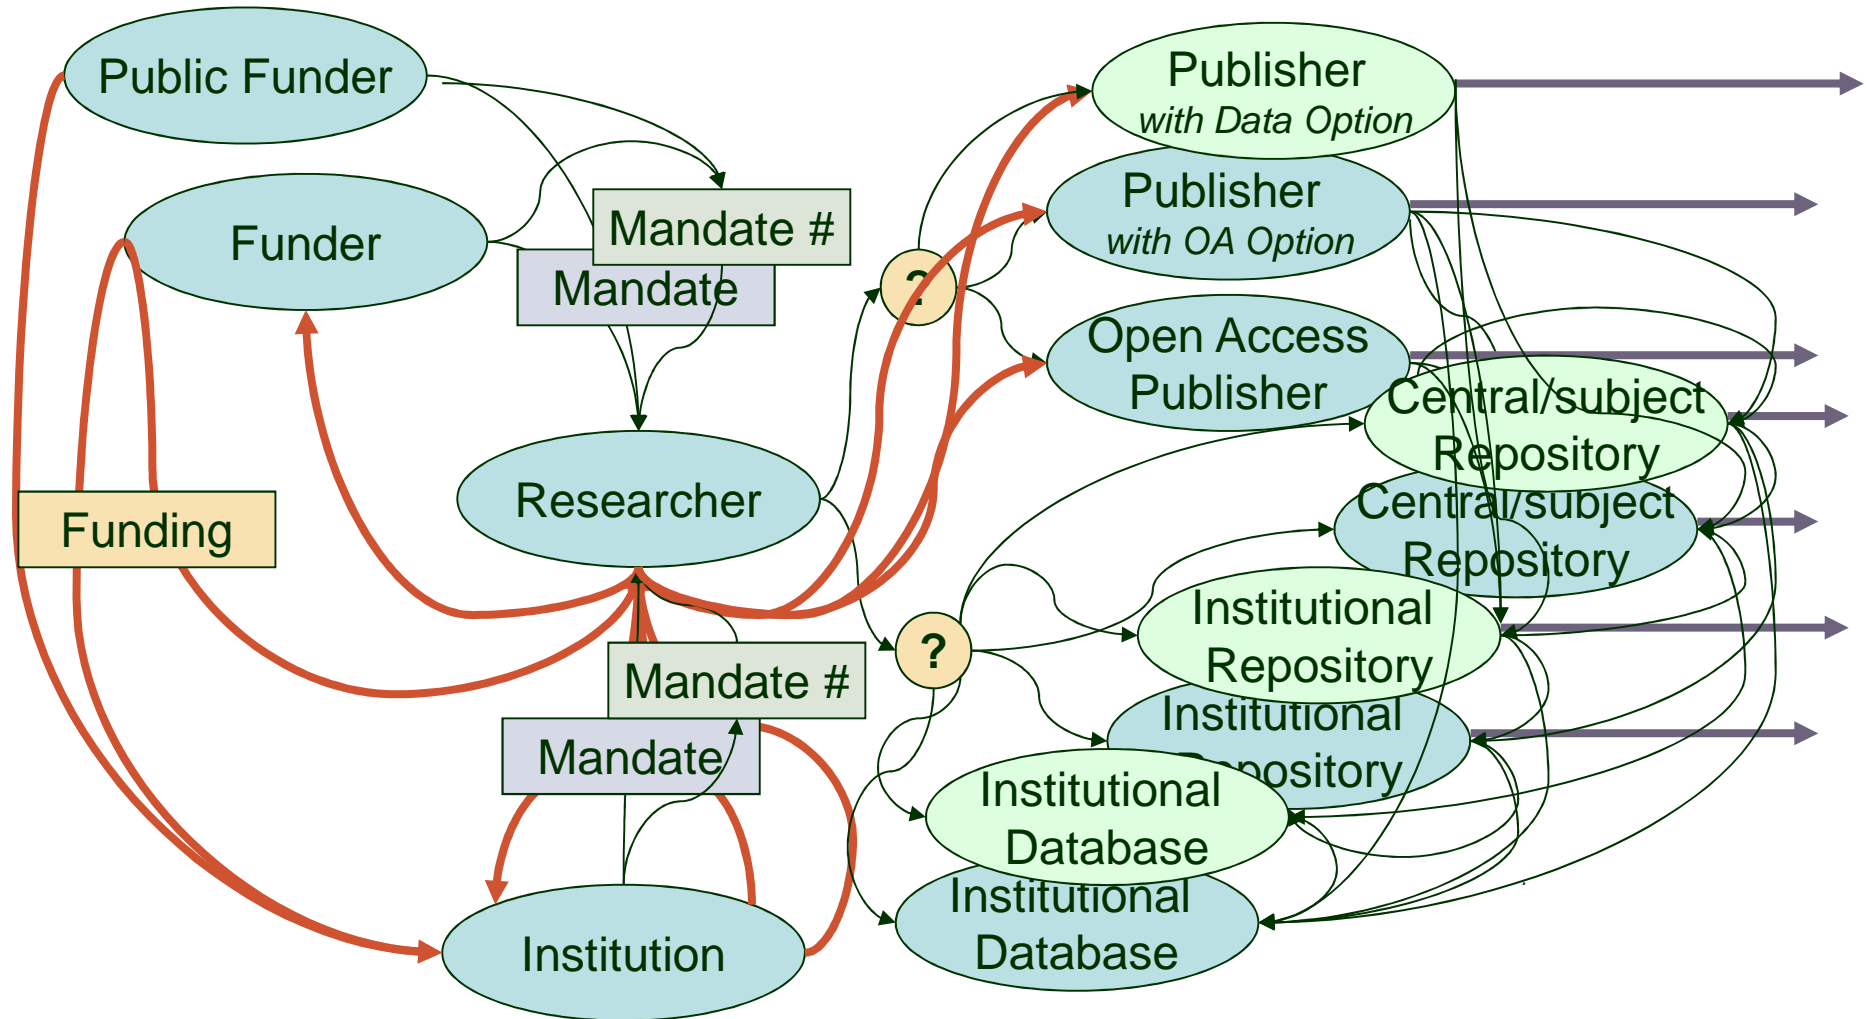 Public Funder
Funder
Mandate #
Mandate
Funding
Researcher
Mandate #
Mandate
Institution
?
?
Publisher
with Data Option
Publisher
with OA Option
Open Access
Publisher
Central/subject
Repository
Central/subject
Repository
Institutional
Repository
Institutional
Repository
Institutional
Database
Institutional
Database